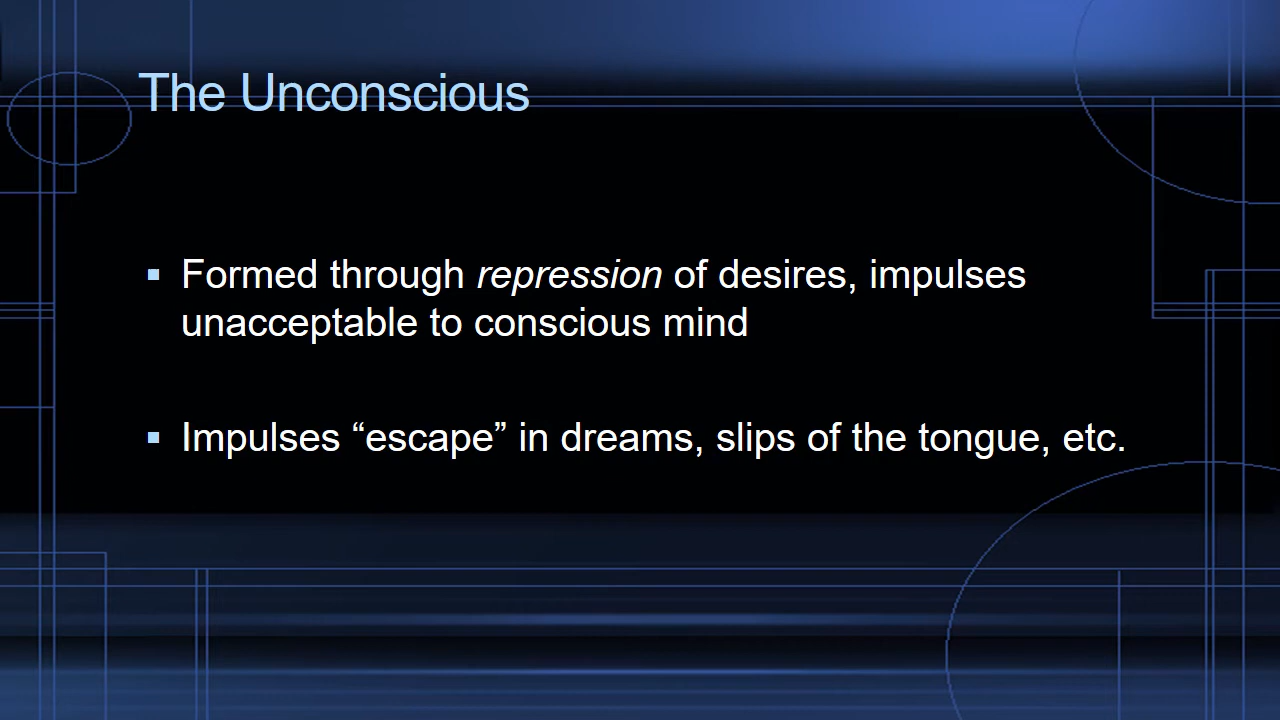 The Unconscious
▪ Formed through repression of desires, impulses
unacceptable to conscious mind
▪ Impulses “escape” in dreams, slips of the tongue, etc.